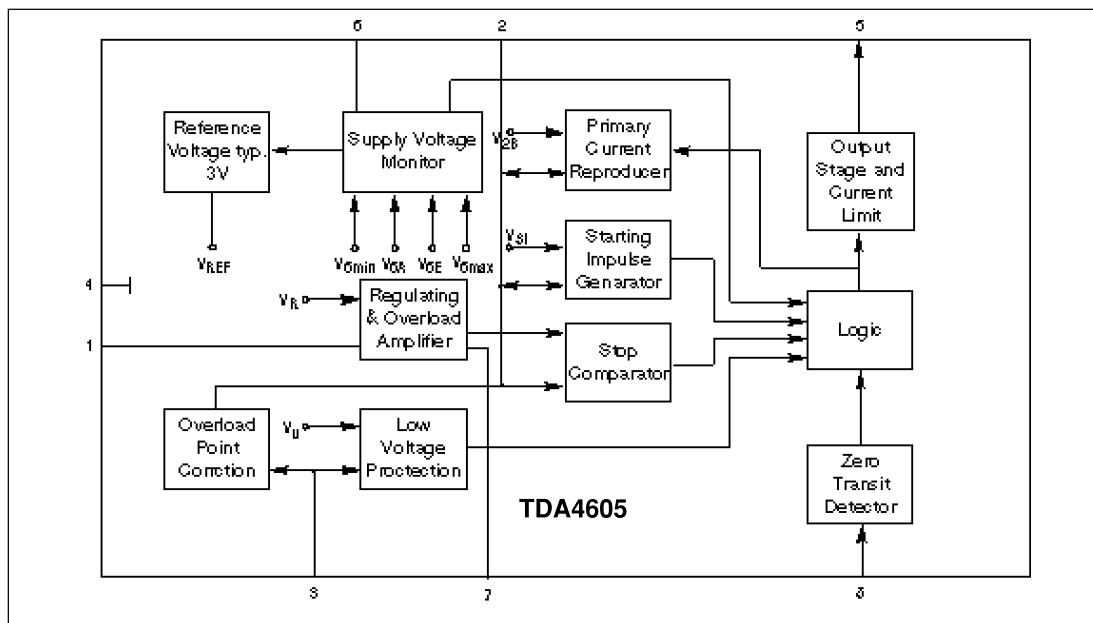 6 2 5
Reference
Voltage typ.
3V
Supply Voltage
Monitor
V2B
Primary
Current
Reproducer
Output
Stage and
Current
Limit
VREF
V6min V6A V6E V6max
VSI
Starting
Impulse
Genarator
4
VR
Regulating
& Overload
Amplifier
Logic
1
Stop
Comparator
Overload
Point
Corrction
VU
Low
Voltage
Proctection
Zero
Transit
Detector
TDA4605
3 7 8